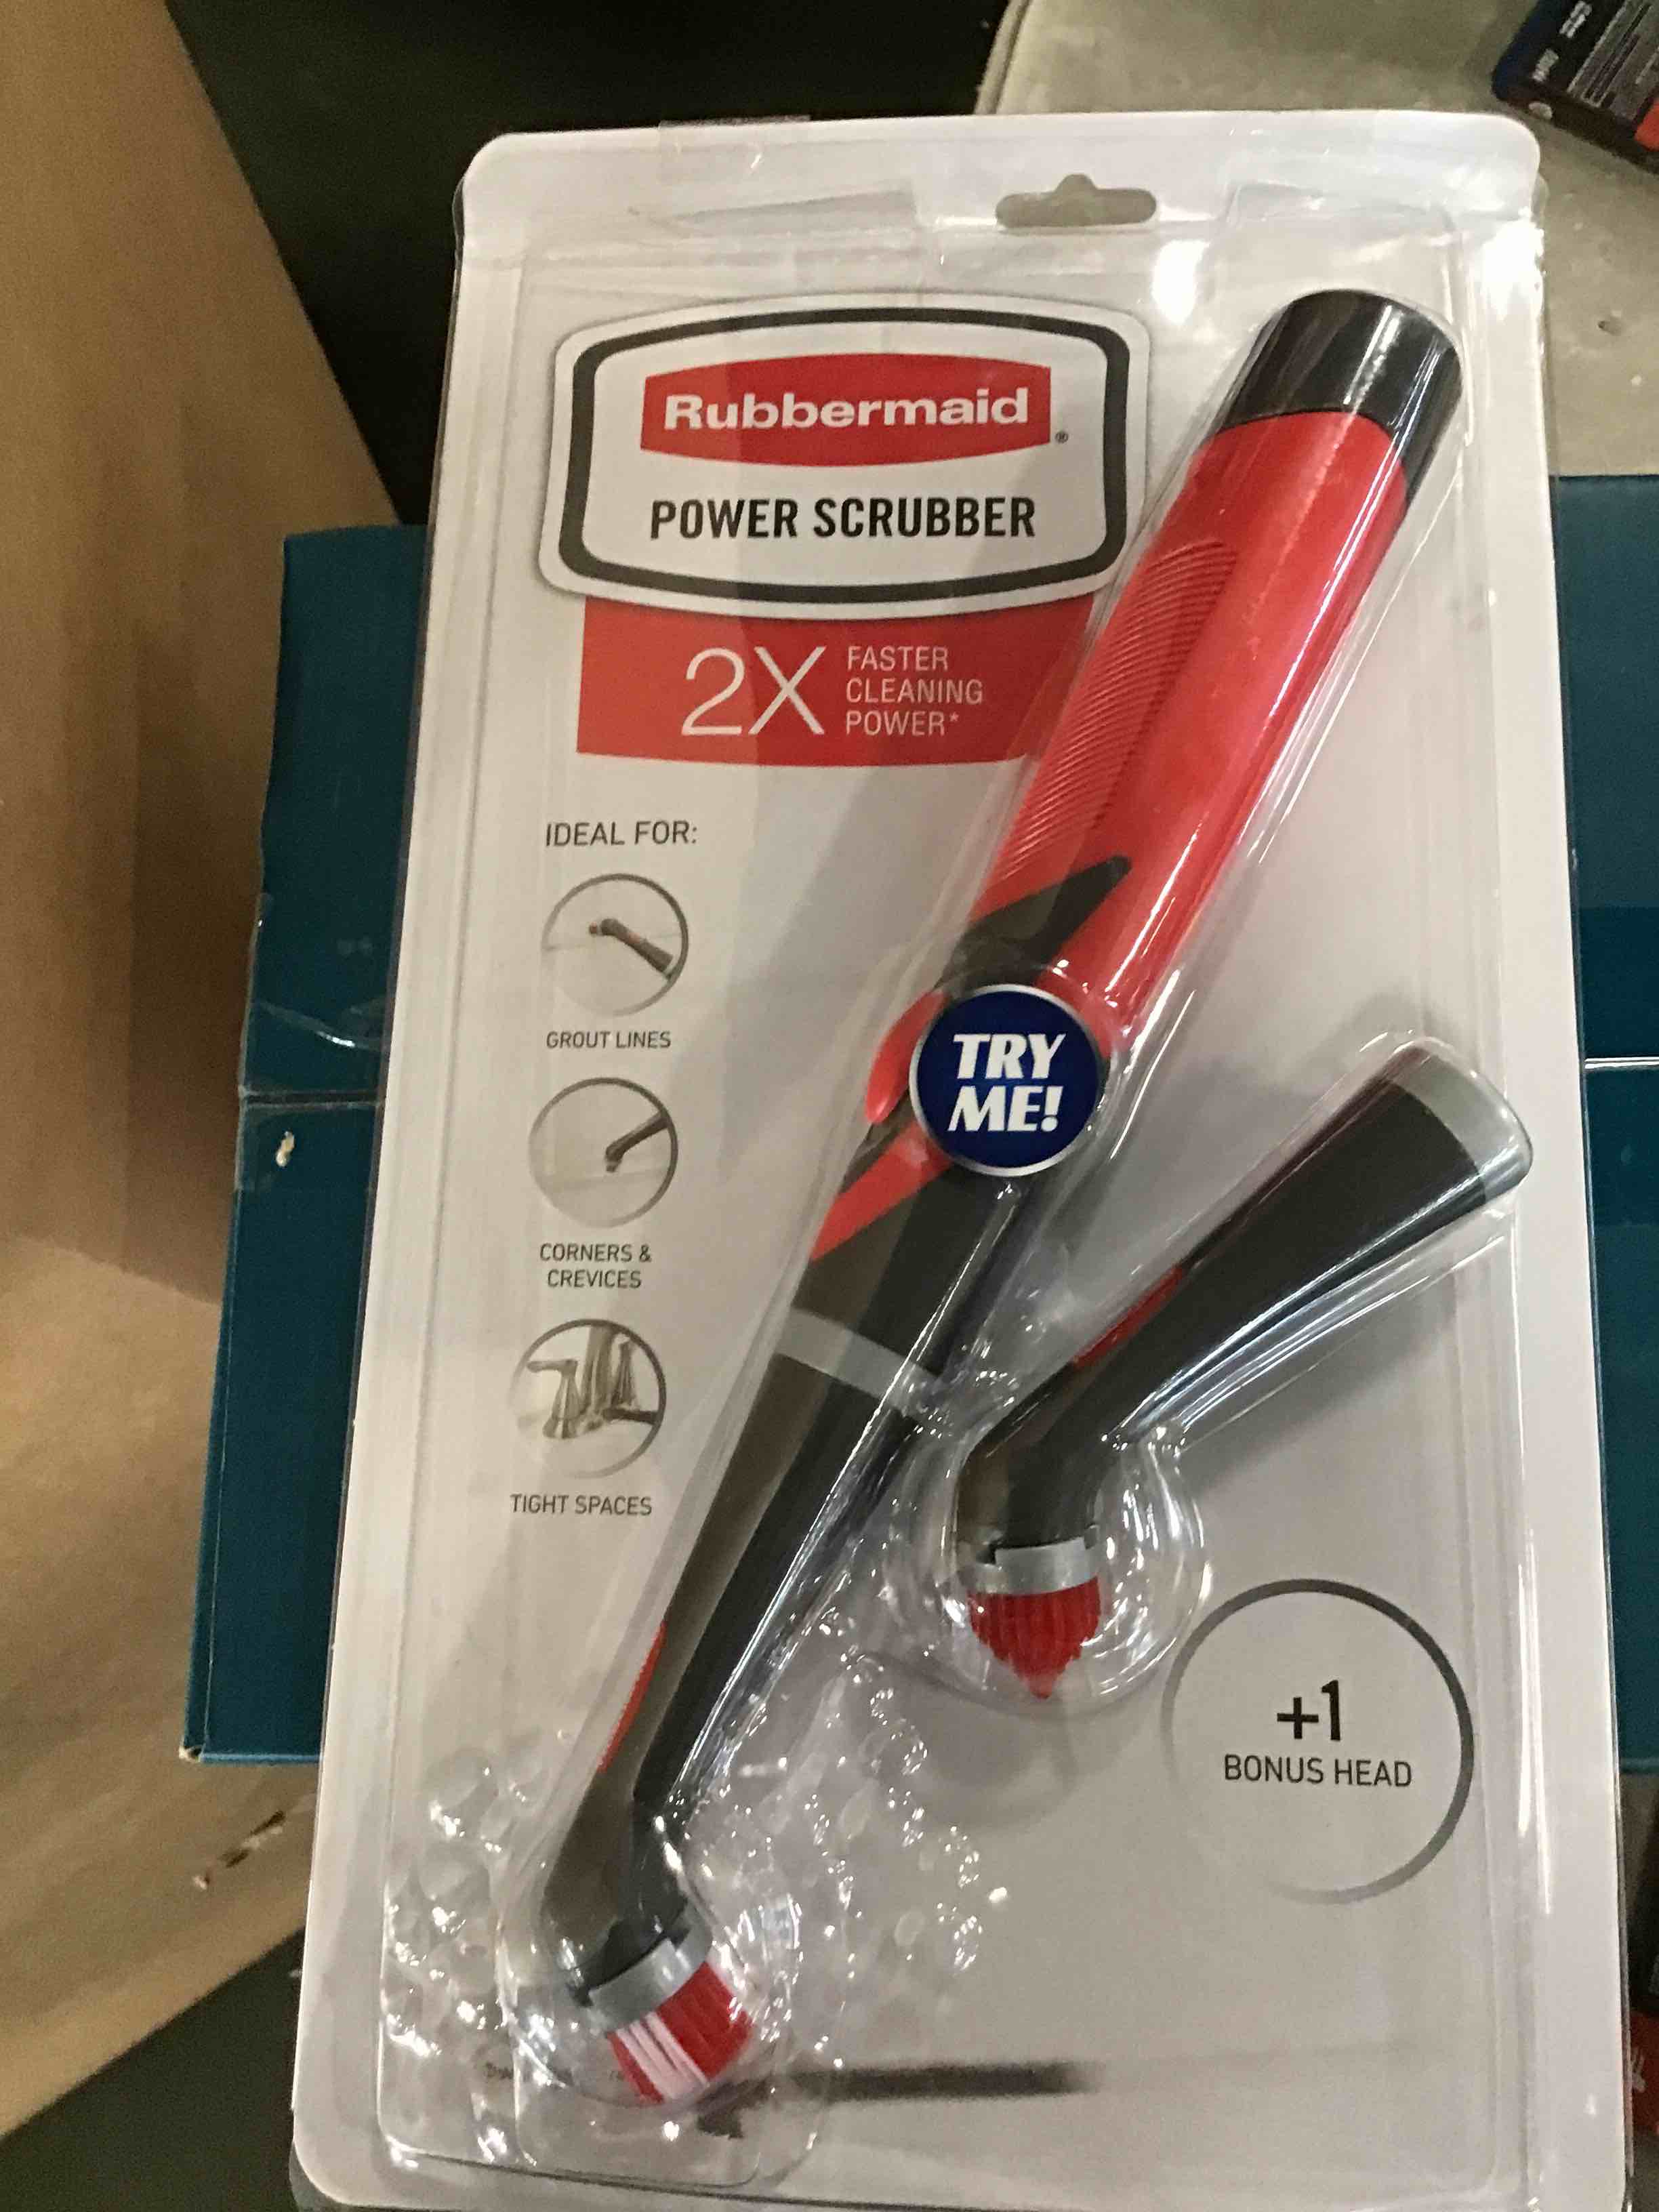 Rubbermaid®
POWER SCRUBBER
2X FASTER
CLEANING
POWER*
IDEAL FOR:
GROUT LINES
CORNERS &
CREVICES
TIGHT SPACES
TRY
ME!
+1
BONUS HEAD